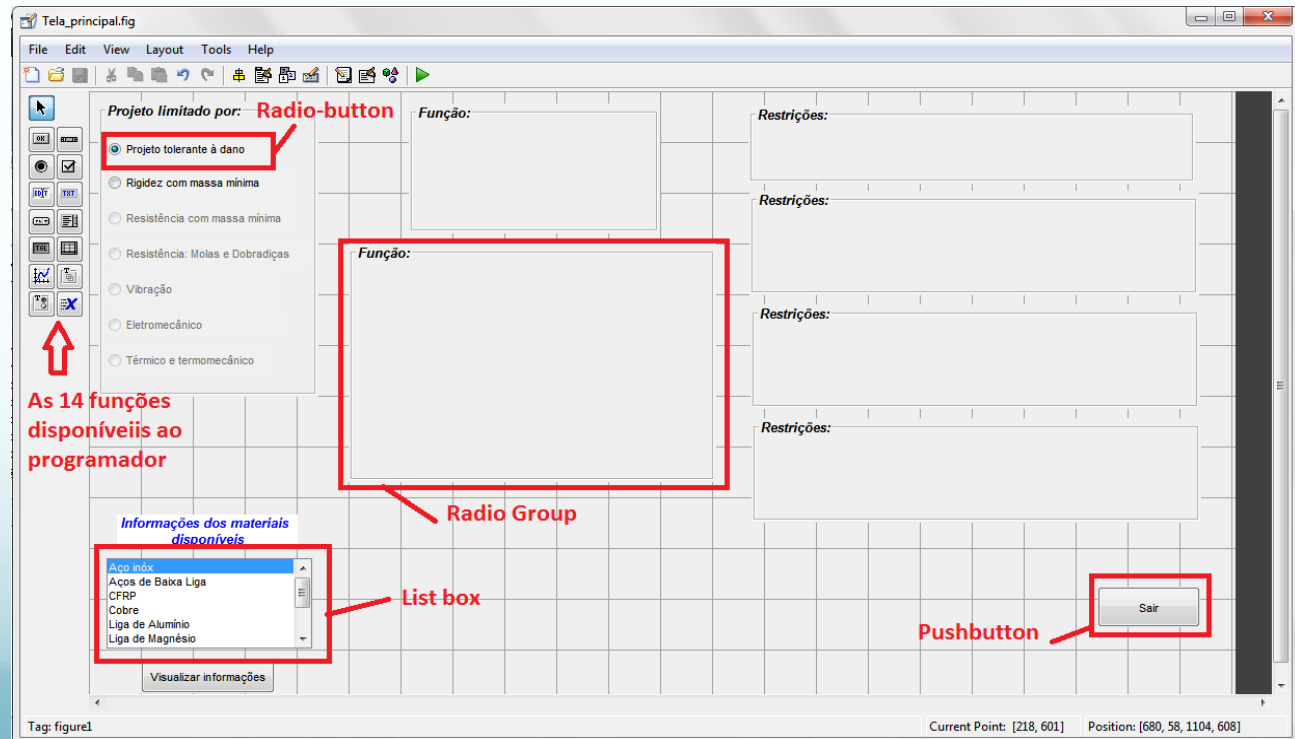 Tela_principal.fig
File Edit View Layout Tools Help
Projeto limitado por:
Radio-button
Projeto tolerante à dano
Rigidez com massa mínima
Resistência com massa mínima
Resistência: Molas e Dobradiças
Vibração
Eletromecânico
Térmico e termomecânico
Função:
Função:
Radio Group
Restrições:
Restrições:
Restrições:
Restrições:
OK
EDIT TXT
TGL
As 14 funções
disponíveiis ao
programador
Informações dos materiais
disponíveis
Aço inóx
Aços de Baixa Liga
CFRP
Cobre
Liga de Alumínio
Liga de Magnésio
List box
Visualizar informações
Pushbutton
Sair
Tag: figure1
Current Point: [218, 601]
Position: [680, 58, 1104, 608]